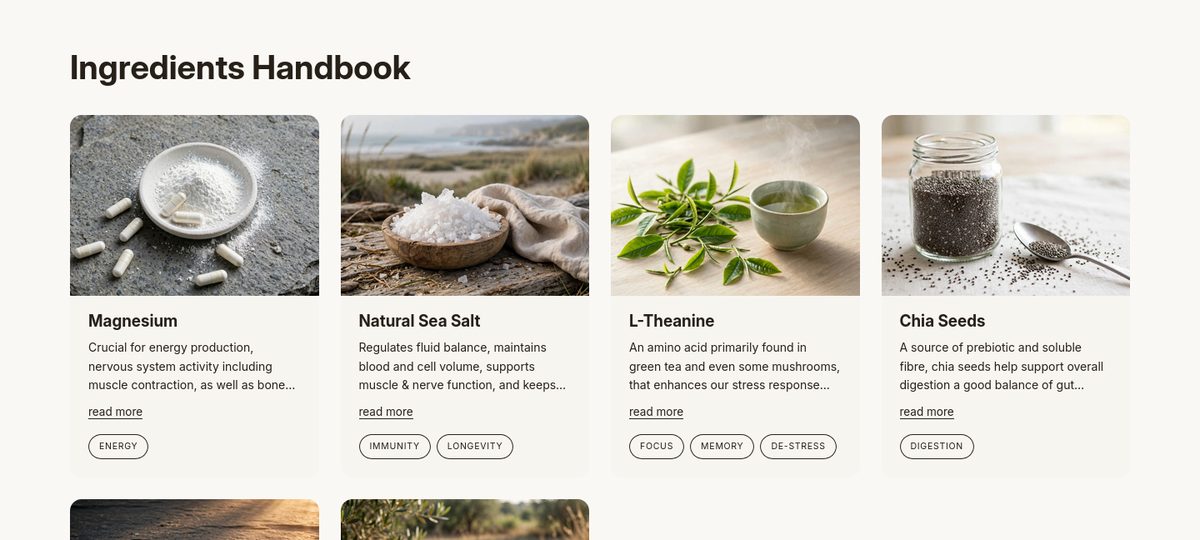 Ingredients Handbook
Magnesium
Crucial for energy production,
nervous system activity including
muscle contraction, as well as bone...
read more
ENERGY
Natural Sea Salt
Regulates fluid balance, maintains
blood and cell volume, supports
muscle & nerve function, and keeps...
read more
IMMUNITY LONGEVITY
L-Theanine
An amino acid primarily found in
green tea and even some mushrooms,
that enhances our stress response...
read more
FOCUS MEMORY DE-STRESS
Chia Seeds
A source of prebiotic and soluble
fibre, chia seeds help support overall
digestion a good balance of gut...
read more
DIGESTION